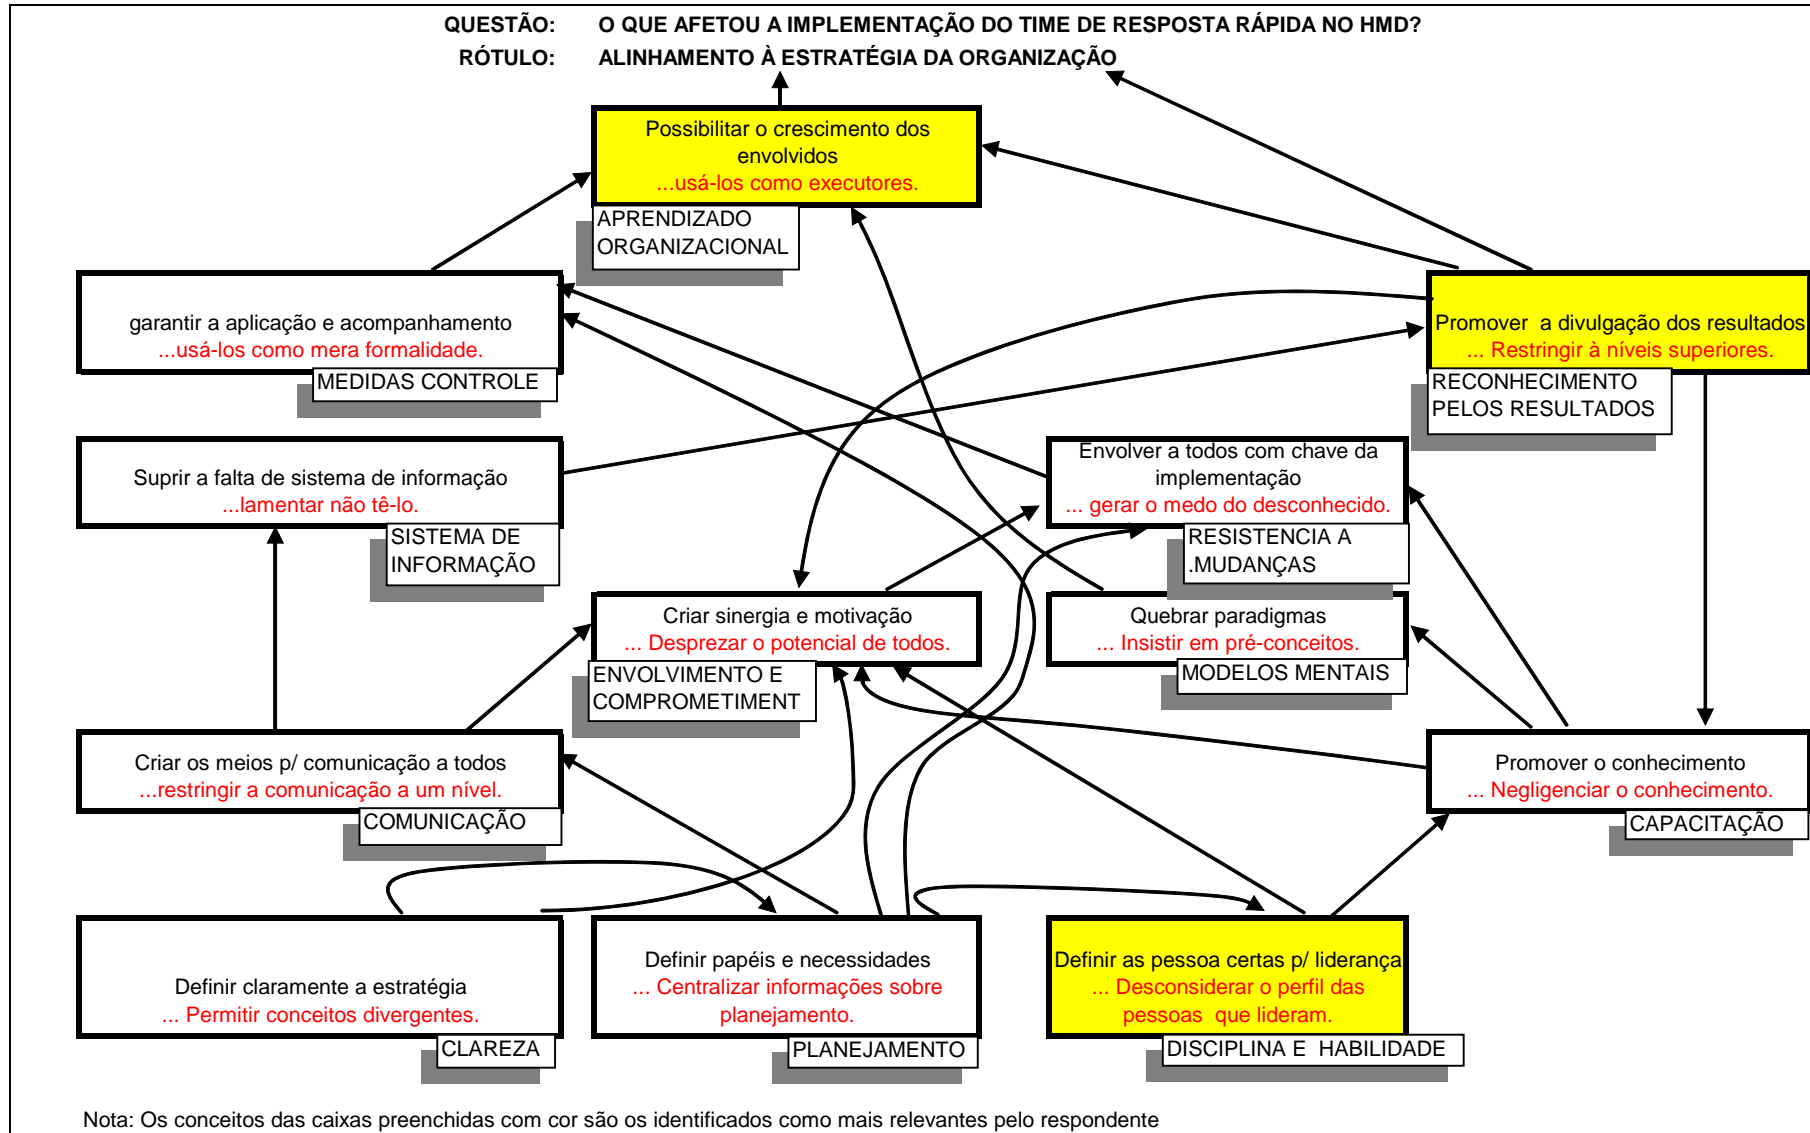 QUESTÃO: O QUE AFETOU A IMPLEMENTAÇÃO DO TIME DE RESPOSTA RÁPIDA NO HMD?
RÓTULO: ALINHAMENTO À ESTRATÉGIA DA ORGANIZAÇÃO
Possibilitar o crescimento dos
envolvidos
...usá-los como executores.
APRENDIZADO
ORGANIZACIONAL
garantir a aplicação e acompanhamento
...usá-los como mera formalidade.
MEDIDAS CONTROLE
Promover a divulgação dos resultados
... Restringir à níveis superiores.
RECONHECIMENTO
PELOS RESULTADOS
Suprir a falta de sistema de informação
...lamentar não tê-lo.
SISTEMA DE
INFORMAÇÃO
Envolver a todos com chave da
implementação
... gerar o medo do desconhecido.
RESISTENCIA A
.MUDANÇAS
Criar sinergia e motivação
... Desprezar o potencial de todos.
ENVOLVIMENTO E
COMPROMETIMENT
Quebrar paradigmas
... Insistir em pré-conceitos.
MODELOS MENTAIS
Criar os meios p/ comunicação a todos
...restringir a comunicação a um nível.
COMUNICAÇÃO
Promover o conhecimento
... Negligenciar o conhecimento.
CAPACITAÇÃO
Definir claramente a estratégia
... Permitir conceitos divergentes.
CLAREZA
Definir papéis e necessidades
... Centralizar informações sobre
planejamento.
PLANEJAMENTO
Definir as pessoa certas p/ liderança
... Desconsiderar o perfil das
pessoas que lideram.
DISCIPLINA E HABILIDADE
Nota: Os conceitos das caixas preenchidas com cor são os identificados como mais relevantes pelo respondente